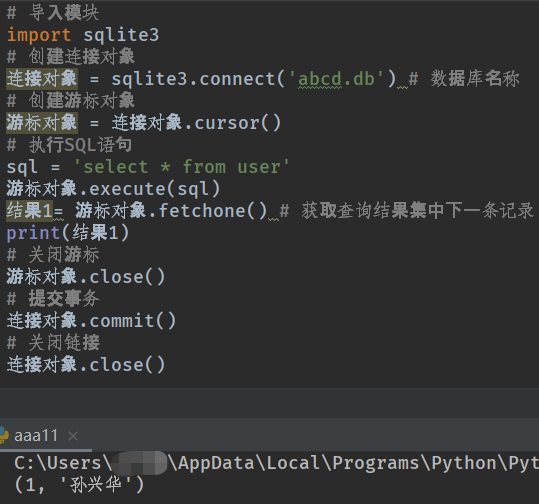 # 导入模块
import sqlite3
# 创建连接对象
连接对象 = sqlite3.connect('abcd.db') # 数据库名称
# 创建游标对象
游标对象 = 连接对象.cursor()
# 执行SQL语句
sql = 'select * from user'
游标对象.execute(sql)
结果1= 游标对象.fetchone() # 获取查询结果集中下一条记录
print(结果1)
# 关闭游标
游标对象.close()
# 提交事务
连接对象.commit()
# 关闭链接
连接对象.close()
aaa11 ×
C:\Users\ \AppData\Local\Programs\Python\Pyt
(1, '孙兴华')